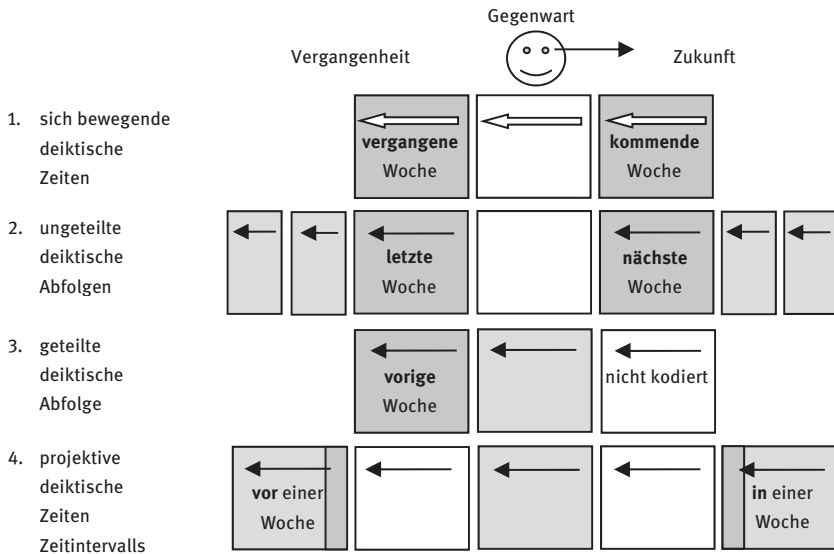 Gegenwart
Vergangenheit
Zukunft
1. sich bewegende
deiktische
Zeiten
vergangene
Woche
kommende
Woche
2. ungeteilte
deiktische
Abfolgen
letzte
Woche
nächste
Woche
3. geteilte
deiktische
Abfolge
vorige
Woche
nicht kodiert
4. projektive
deiktische
Zeiten
Zeitintervalls
vor einer
Woche
in einer
Woche